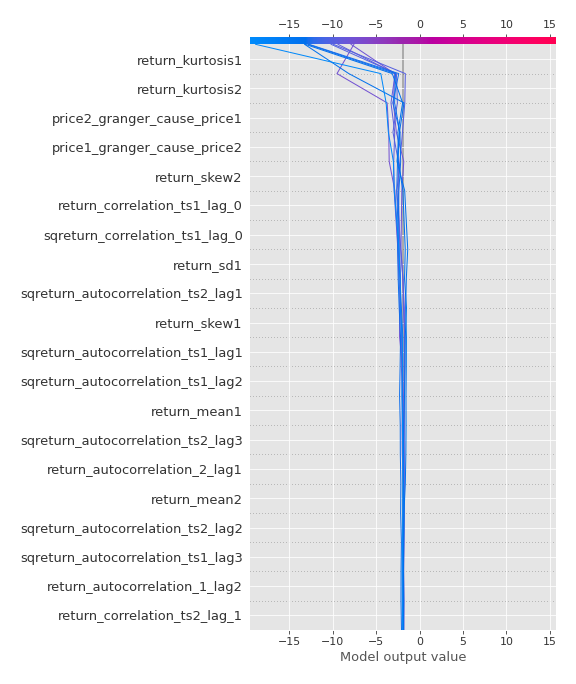 −15 −10 −5 0 5 10 15
return_kurtosis1
return_kurtosis2
price2_granger_cause_price1
price1_granger_cause_price2
return_skew2
return_correlation_ts1_lag_0
sqreturn_correlation_ts1_lag_0
return_sd1
sqreturn_autocorrelation_ts2_lag1
return_skew1
sqreturn_autocorrelation_ts1_lag1
sqreturn_autocorrelation_ts1_lag2
return_mean1
sqreturn_autocorrelation_ts2_lag3
return_autocorrelation_2_lag1
return_mean2
sqreturn_autocorrelation_ts2_lag2
sqreturn_autocorrelation_ts1_lag3
return_autocorrelation_1_lag2
return_correlation_ts2_lag_1
−15 −10 −5 0 5 10 15
Model output value